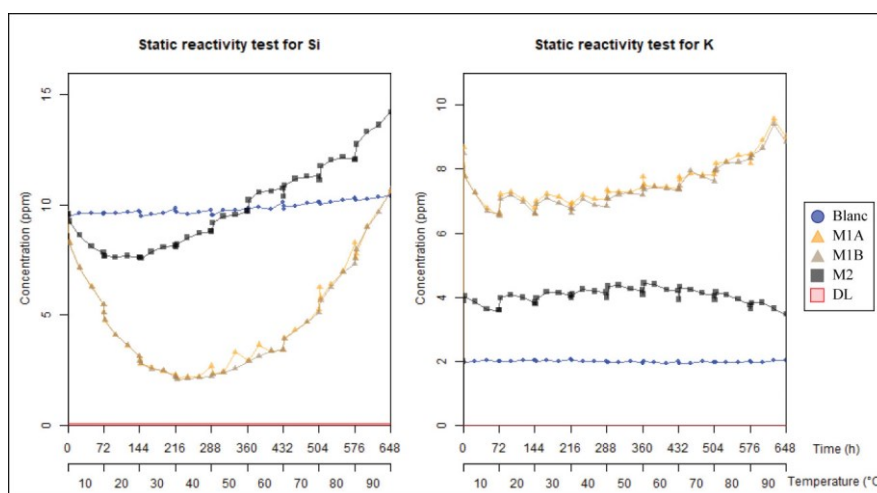 Static reactivity test for Si
Static reactivity test for K
Concentration (ppm)
15
10
5
0
0 72 144 216 288 360 432 504 576 648
10 20 30 40 50 60 70 80 90
Concentration (ppm)
10
8
6
4
2
0
0 72 144 216 288 360 432 504 576 648
10 20 30 40 50 60 70 80 90
Time (h)
Temperature (°C
Blanc
M1A
M1B
M2
DL